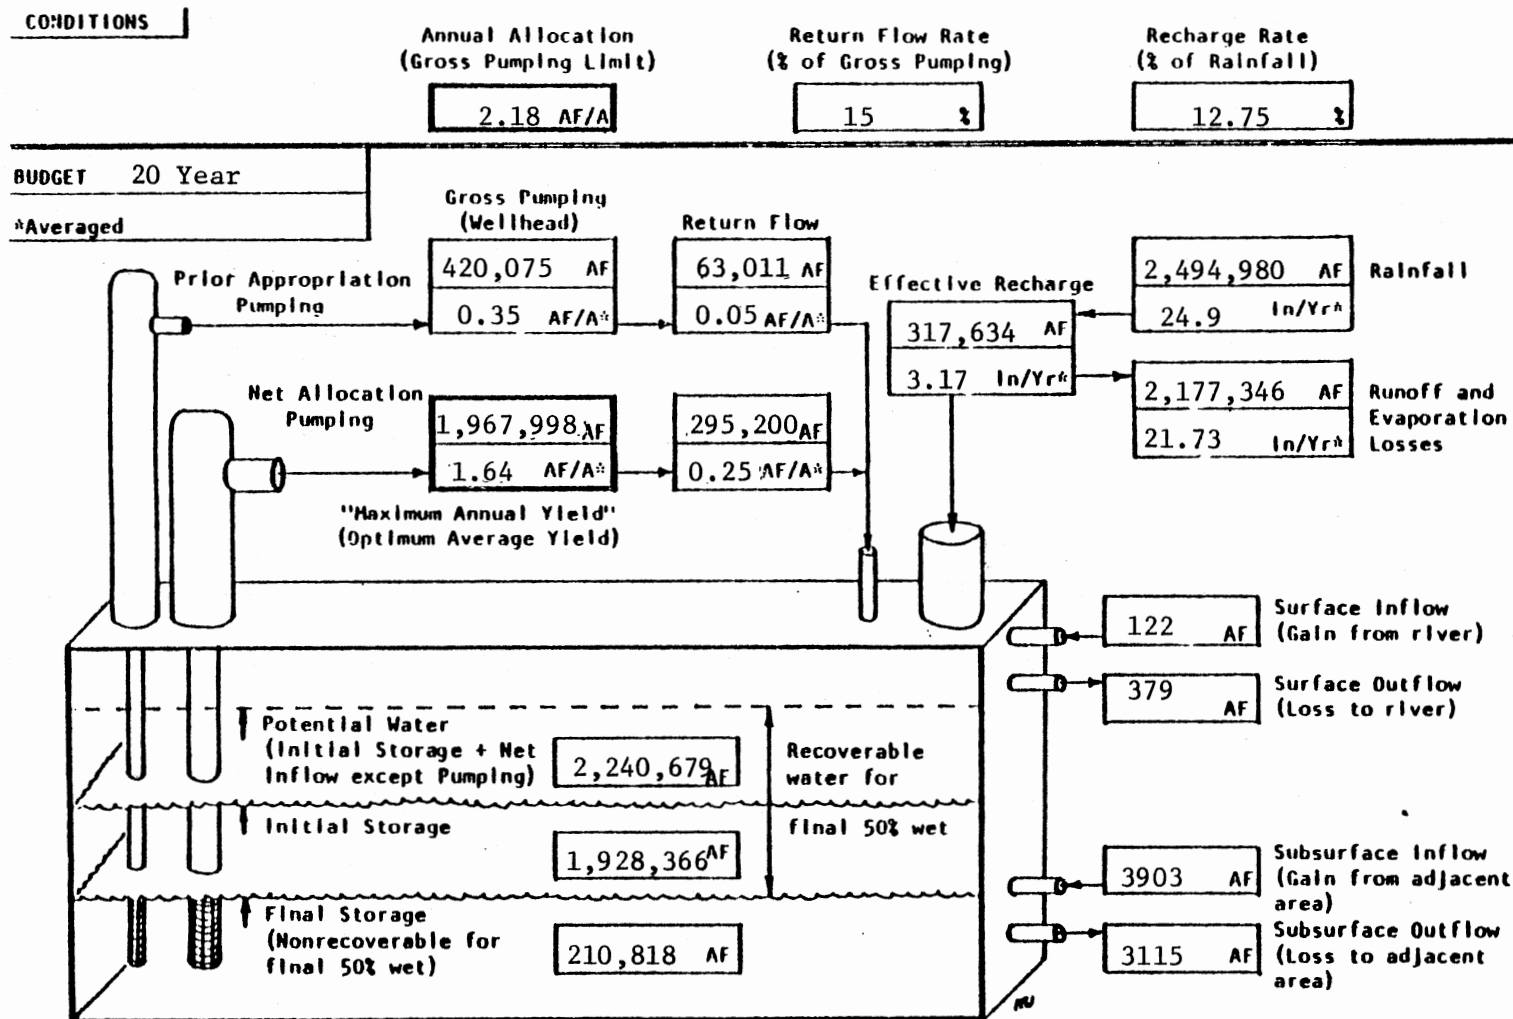 CONDITIONS
Annual Allocation
(Gross Pumping Limit)
2.18 AF/A
Return Flow Rate
(% of Gross Pumping)
15 %
Recharge Rate
(% of Rainfall)
12.75 %
BUDGET 20 Year
*Averaged
Gross Pumping
(Wellhead)
Return Flow
Prior Appropriation
Pumping
420,075 AF
0.35 AF/A*
63,011 AF
0.05 AF/A*
Effective Recharge
317,634 AF
3.17 In/Yr*
2,494,980 AF
24.9 In/Yr*
Rainfall
2,177,346 AF
21.73 In/Yr*
Runoff and
Evaporation
Losses
Net Allocation
Pumping
1,967,998 AF
1.64 AF/A*
295,200 AF
0.25 AF/A*
"Maximum Annual Yield"
(Optimum Average Yield)
122 AF
Surface Inflow
(Gain from river)
379 AF
Surface Outflow
(Loss to river)
Potential Water
(Initial Storage + Net
Inflow except Pumping)
2,240,679 AF
Recoverable
water for
final 50% wet
Initial Storage
1,928,366 AF
3903 AF
Subsurface Inflow
(Gain from adjacent
area)
Final Storage
(Nonrecoverable for
final 50% wet)
210,818 AF
3115 AF
Subsurface Outflow
(Loss to adjacent
area)